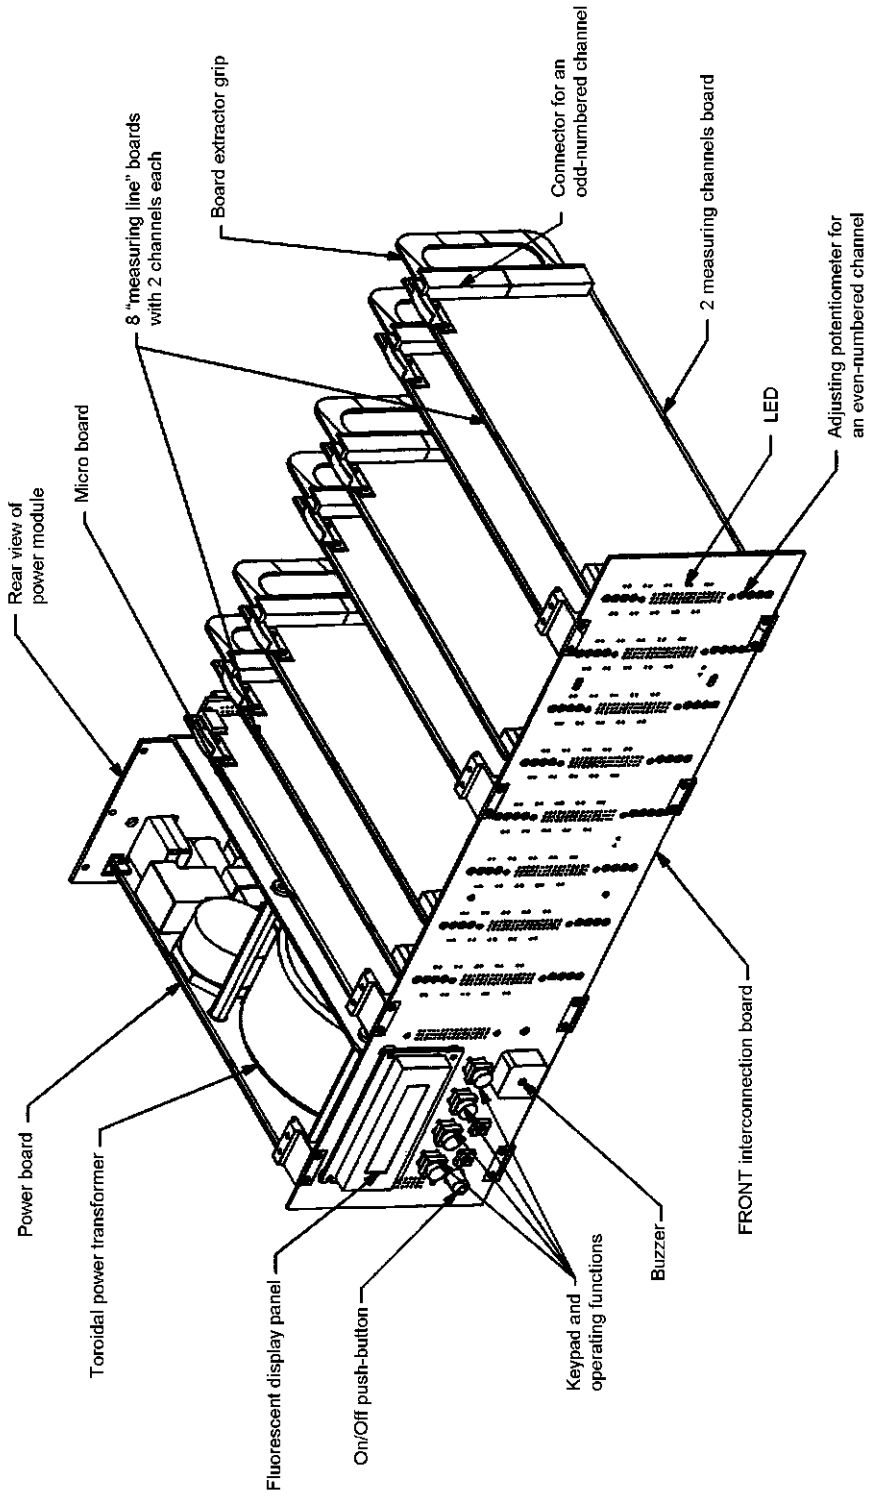 Rear view of
power module
Micro board
8 "measuring line" boards
with 2 channels each
Board extractor grip
Connector for an
odd-numbered channel
2 measuring channels board
LED
Adjusting potentiometer for
an even-numbered channel
Power board
Toroidal power transformer
Fluorescent display panel
On/Off push-button
Keypad and
operating functions
Buzzer
FRONT interconnection board